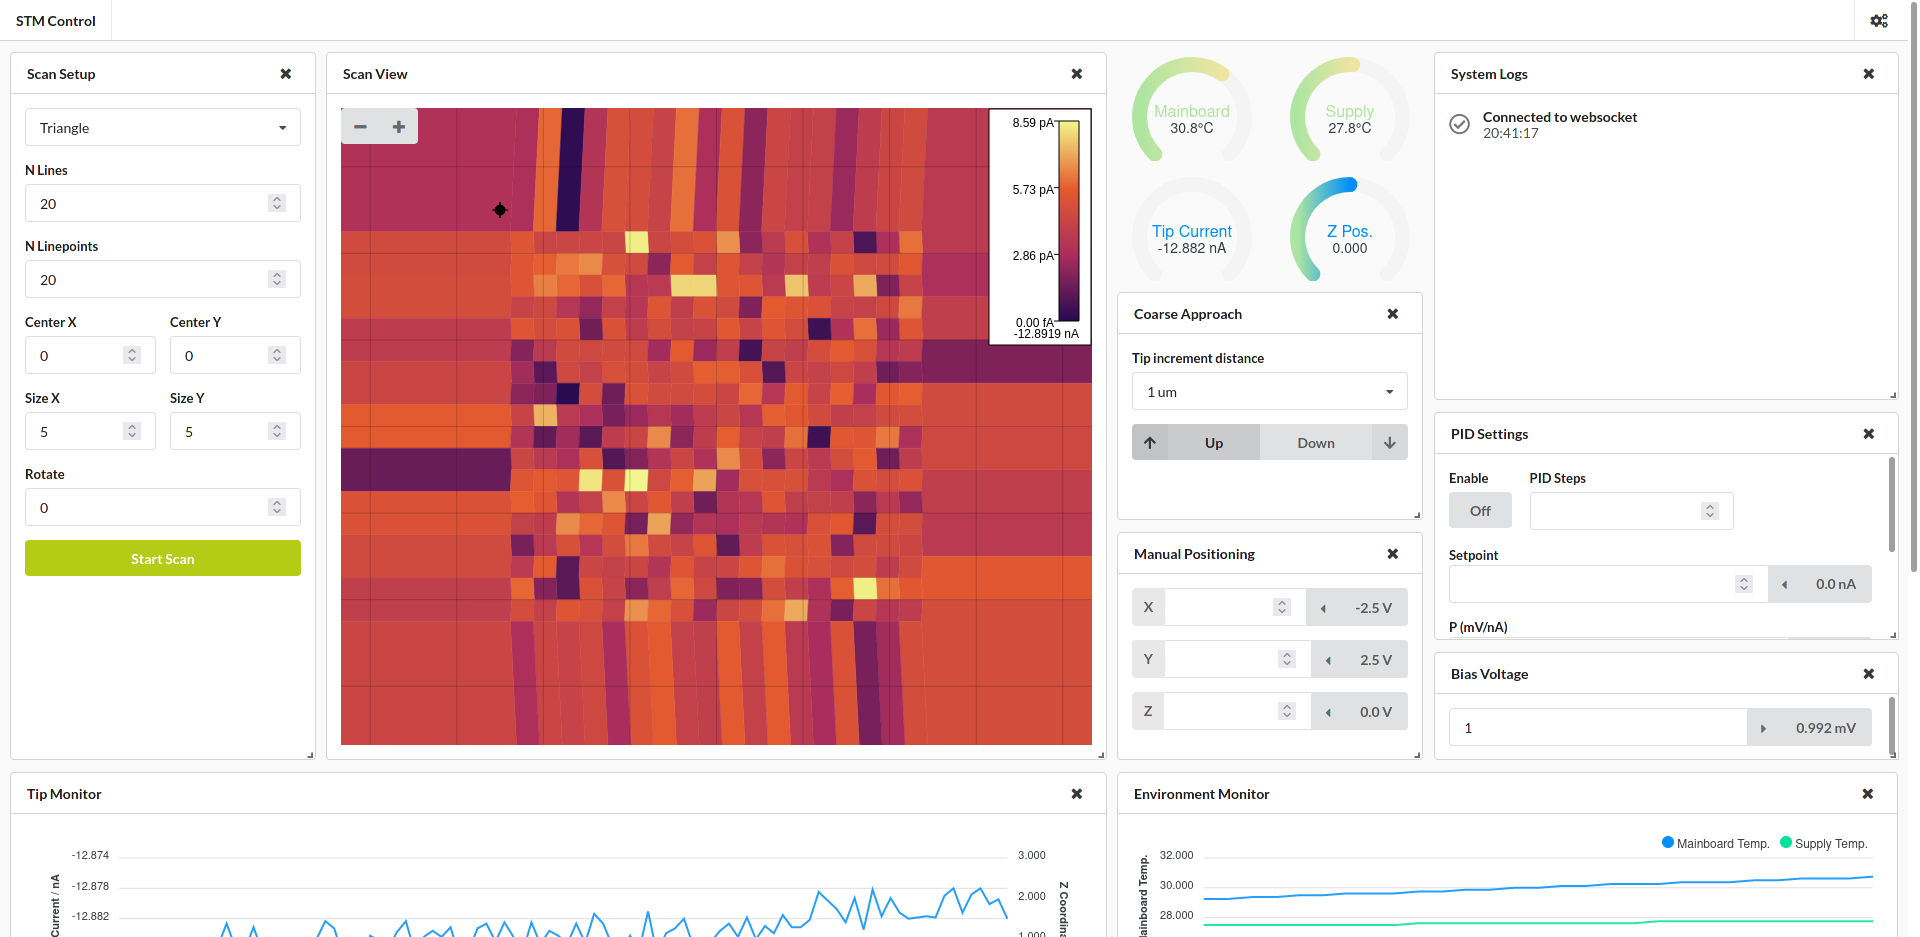 STM Control
Scan Setup
Triangle
N Lines
20
N Linepoints
20
Center X
Center Y
0
0
Size X
Size Y
5
5
Rotate
0
Start Scan
Scan View
8.59 pA
5.73 pA
2.86 pA
0.00 fA
-12.8919 nA
Mainboard
30.8°C
Supply
27.8°C
Tip Current
-12.882 nA
Z Pos.
0.000
Coarse Approach
Tip increment distance
1 um
Up
Down
Manual Positioning
X
-2.5 V
Y
2.5 V
Z
0.0 V
System Logs
Connected to websocket
20:41:17
PID Settings
Enable
PID Steps
Off
Setpoint
0.0 nA
P (mV/nA)
Bias Voltage
1
0.992 mV
Tip Monitor
-12.874
-12.878
-12.882
Current / nA
3.000
2.000
1.000
Z
Environment Monitor
Mainboard Temp.
Supply Temp.
32.000
30.000
28.000
Temp.